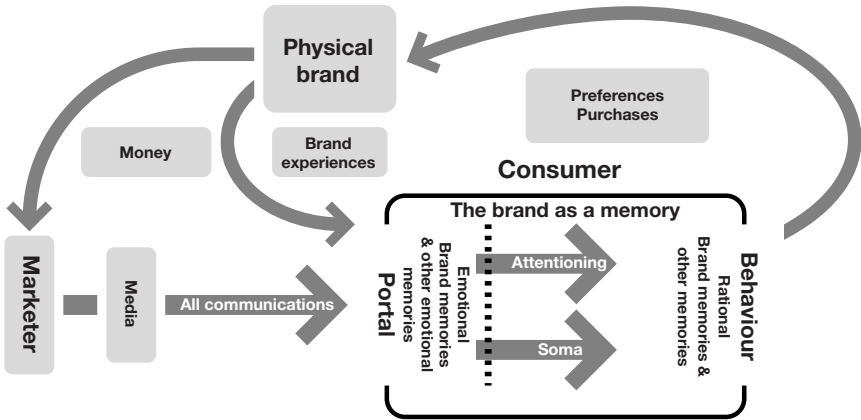 Physical
brand
Preferences
Purchases
Money
Brand
experiences
Consumer
The brand as a memory
Marketer
Media
All communications
Portal
Emotional
Brand memories
& other emotional
memories
Attentioning
Soma
Rational
Brand memories &
other memories
Behaviour